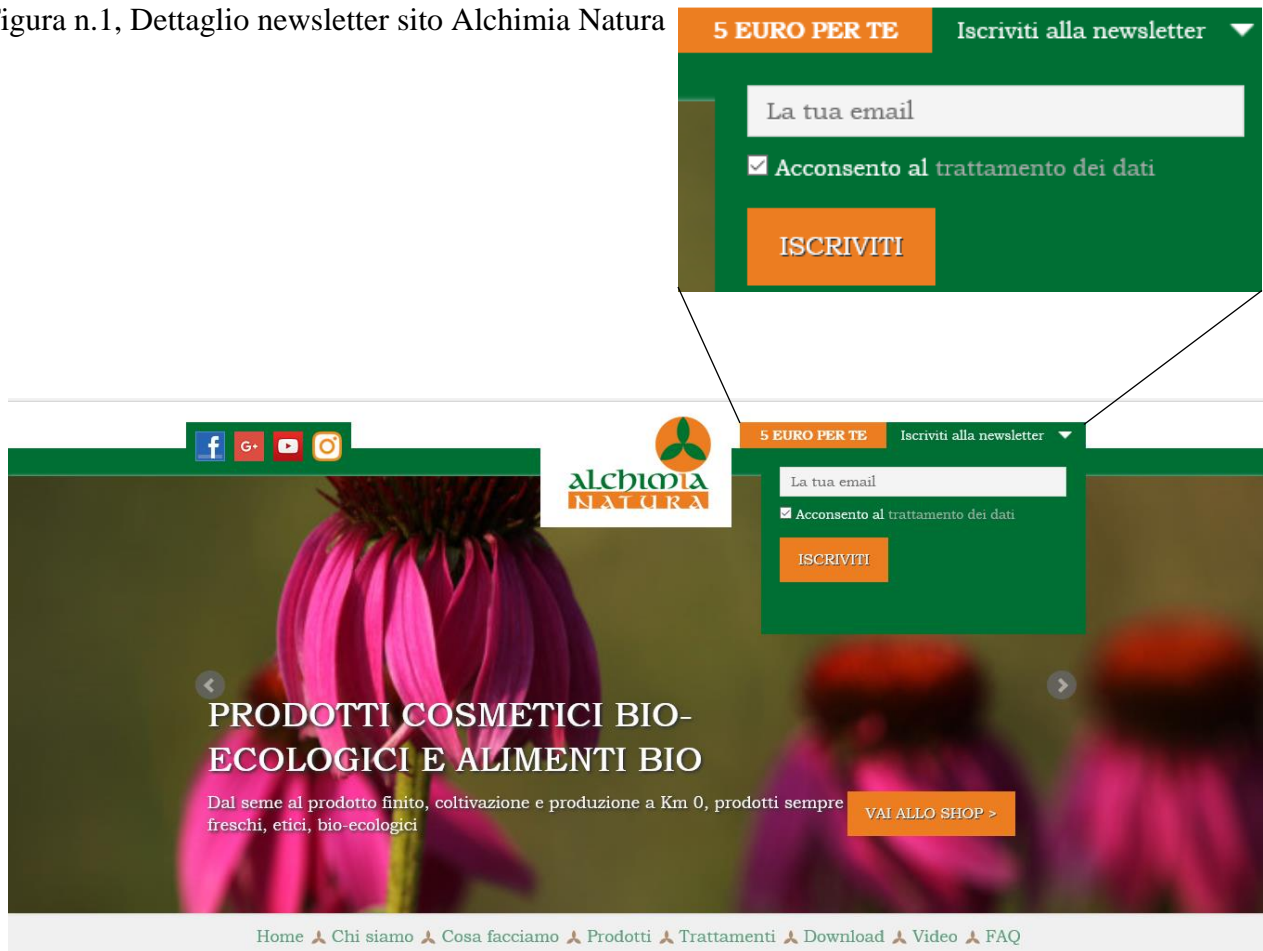 igura n.1, Dettaglio newsletter sito Alchimia Natura
5 EURO PER TE
Iscriviti alla newsletter
La tua email
Acconsento al trattamento dei dati
ISCRIVITI
G+
alchimia
NATURA
5 EURO PER TE
Iscriviti alla newsletter
La tua email
Acconsento al trattamento dei dati
ISCRIVITI
PRODOTTI COSMETICI BIO-
ECOLOGICI E ALIMENTI BIO
Dal seme al prodotto finito, coltivazione e produzione a Km 0, prodotti sempre
freschi, etici, bio-ecologici
VAI ALLO SHOP >
Home Chi siamo Cosa facciamo Prodotti Trattamenti Download Video FAQ